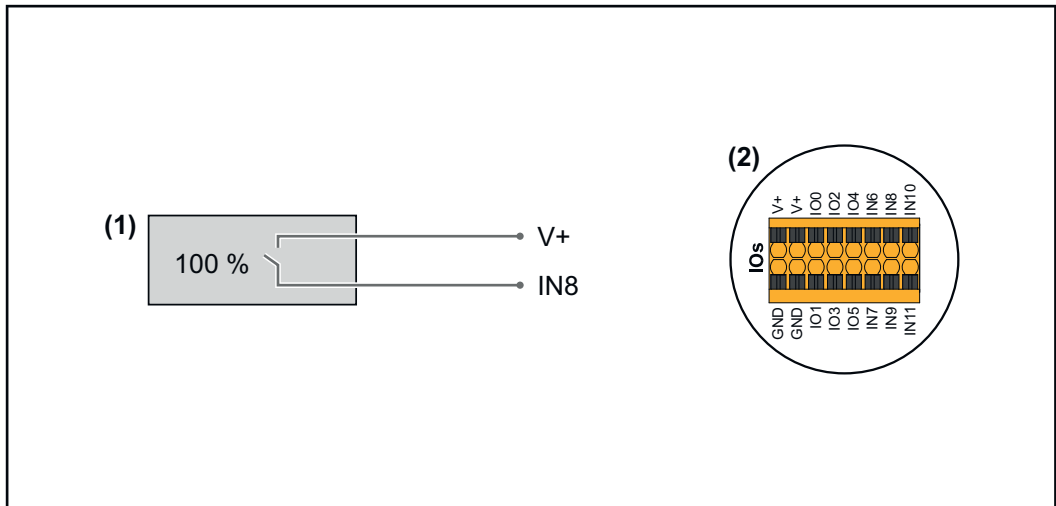 (1)
100 %
V+
IN8
(2)
V+ V+ IO0 IO2 IO4 IN6 IN8 IN10
IOs
GND GND IO1 IO3 IO5 IN7 IN9 IN11